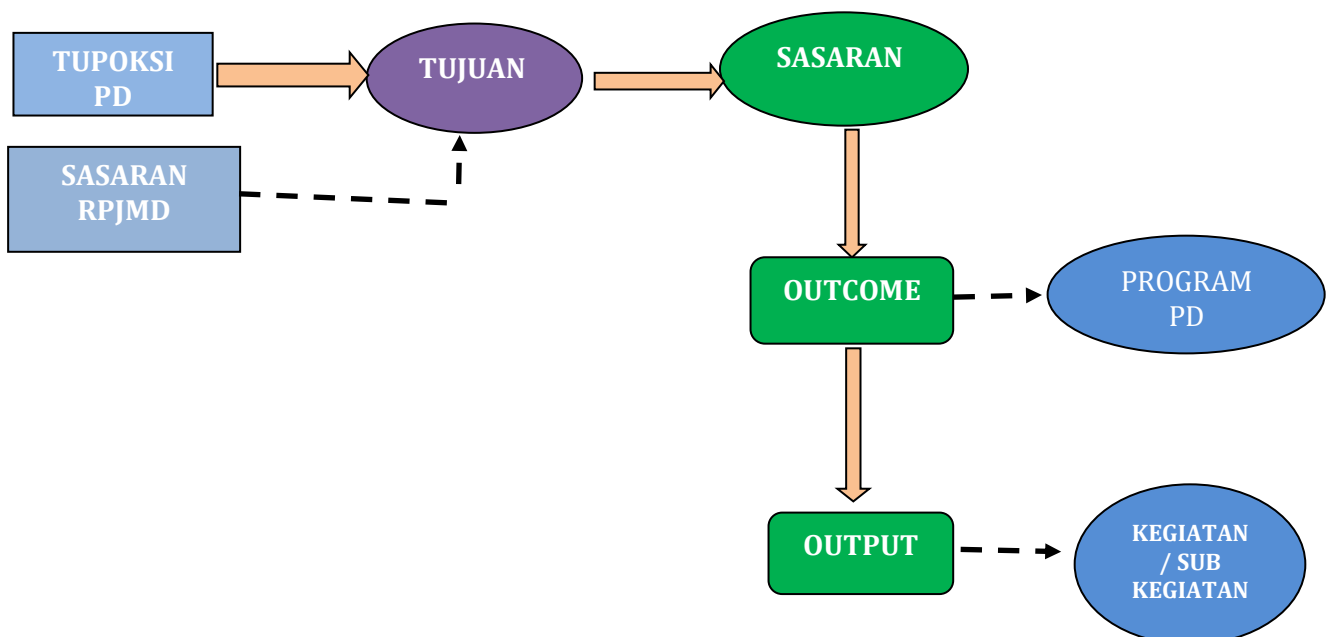 TUPOKSI
PD
TUJUAN
SASARAN
SASARAN
RPJMD
OUTCOME
PROGRAM
PD
OUTPUT
KEGIATAN
/ SUB
KEGIATAN